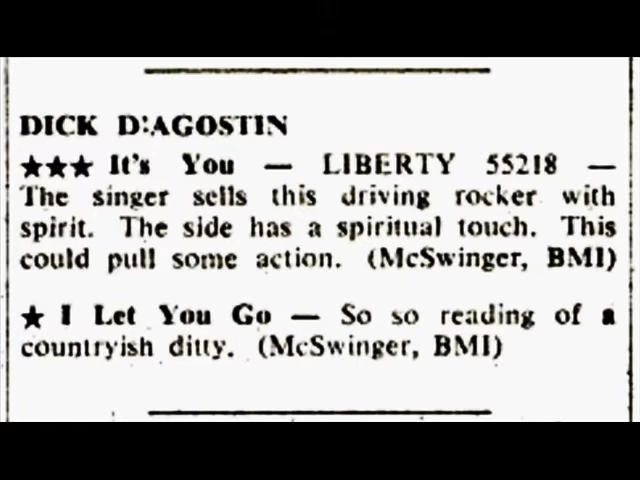 DICK D'AGOSTIN
★★★ It's You — LIBERTY 55218 —
The singer sells this driving rocker with
spirit. The side has a spiritual touch. This
could pull some action. (McSwinger, BMI)
★ I Let You Go — So so reading of a
countryish ditty. (McSwinger, BMI)